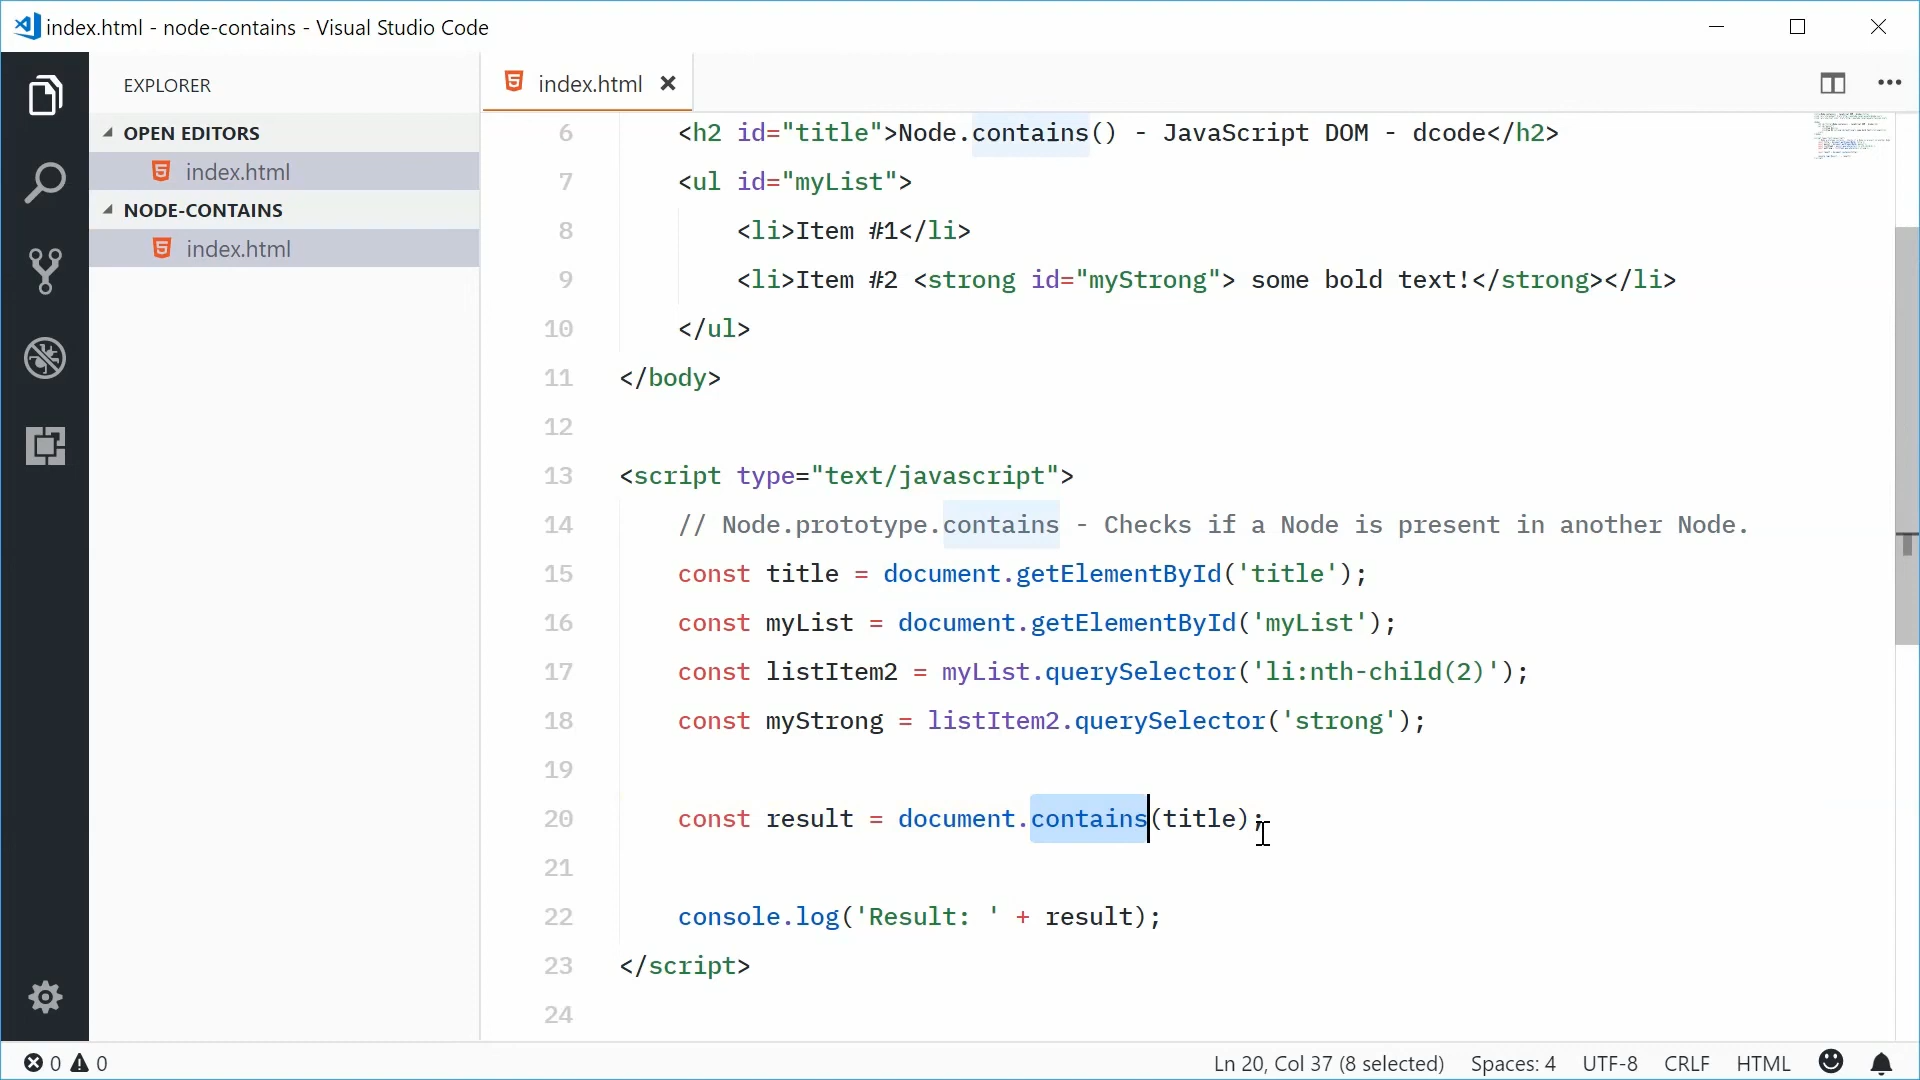 index.html - node-contains - Visual Studio Code
EXPLORER
OPEN EDITORS
index.html
NODE-CONTAINS
index.html
index.html
6 <h2 id="title">Node.contains() - JavaScript DOM - dcode</h2>
7 <ul id="myList">
8 <li>Item #1</li>
9 <li>Item #2 <strong id="myStrong"> some bold text!</strong></li>
10 </ul>
11 </body>
12
13 <script type="text/javascript">
14 // Node.prototype.contains - Checks if a Node is present in another Node.
15 const title = document.getElementById('title');
16 const myList = document.getElementById('myList');
17 const listItem2 = myList.querySelector('li:nth-child(2)');
18 const myStrong = listItem2.querySelector('strong');
19
20 const result = document.contains(title);
21
22 console.log('Result: ' + result);
23 </script>
24
0 0
Ln 20, Col 37 (8 selected) Spaces: 4 UTF-8 CRLF HTML